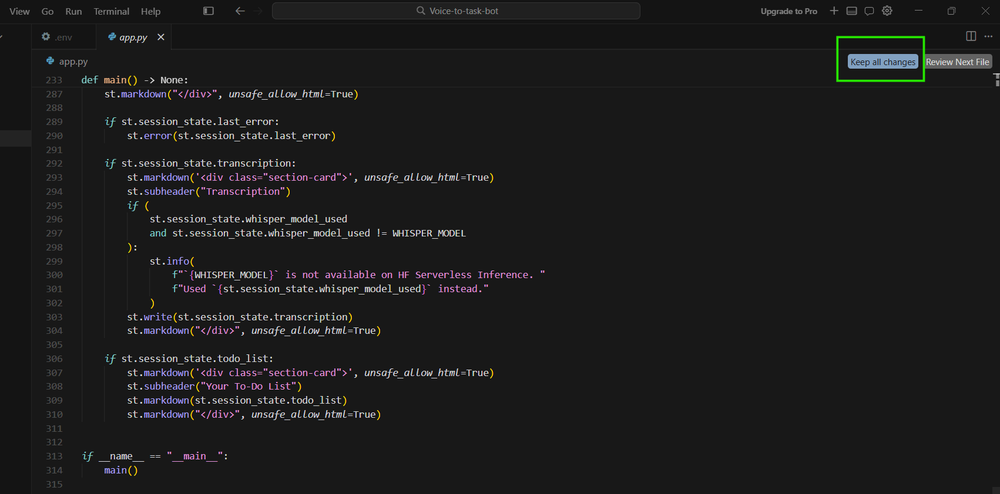 View Go Run Terminal Help Voice-to-task-bot Upgrade to Pro
.env app.py
app.py Keep all changes Review Next File
233 def main() -> None:
287     st.markdown("</div>", unsafe_allow_html=True)
288
289     if st.session_state.last_error:
290         st.error(st.session_state.last_error)
291
292     if st.session_state.transcription:
293         st.markdown('<div class="section-card">', unsafe_allow_html=True)
294         st.subheader("Transcription")
295         if (
296             st.session_state.whisper_model_used
297             and st.session_state.whisper_model_used != WHISPER_MODEL
298         ):
299             st.info(
300                 f"`{WHISPER_MODEL}` is not available on HF Serverless Inference. "
301                 f"Used `{st.session_state.whisper_model_used}` instead."
302             )
303         st.write(st.session_state.transcription)
304         st.markdown("</div>", unsafe_allow_html=True)
305
306     if st.session_state.todo_list:
307         st.markdown('<div class="section-card">', unsafe_allow_html=True)
308         st.subheader("Your To-Do List")
309         st.markdown(st.session_state.todo_list)
310         st.markdown("</div>", unsafe_allow_html=True)
311
312
313 if __name__ == "__main__":
314     main()
315